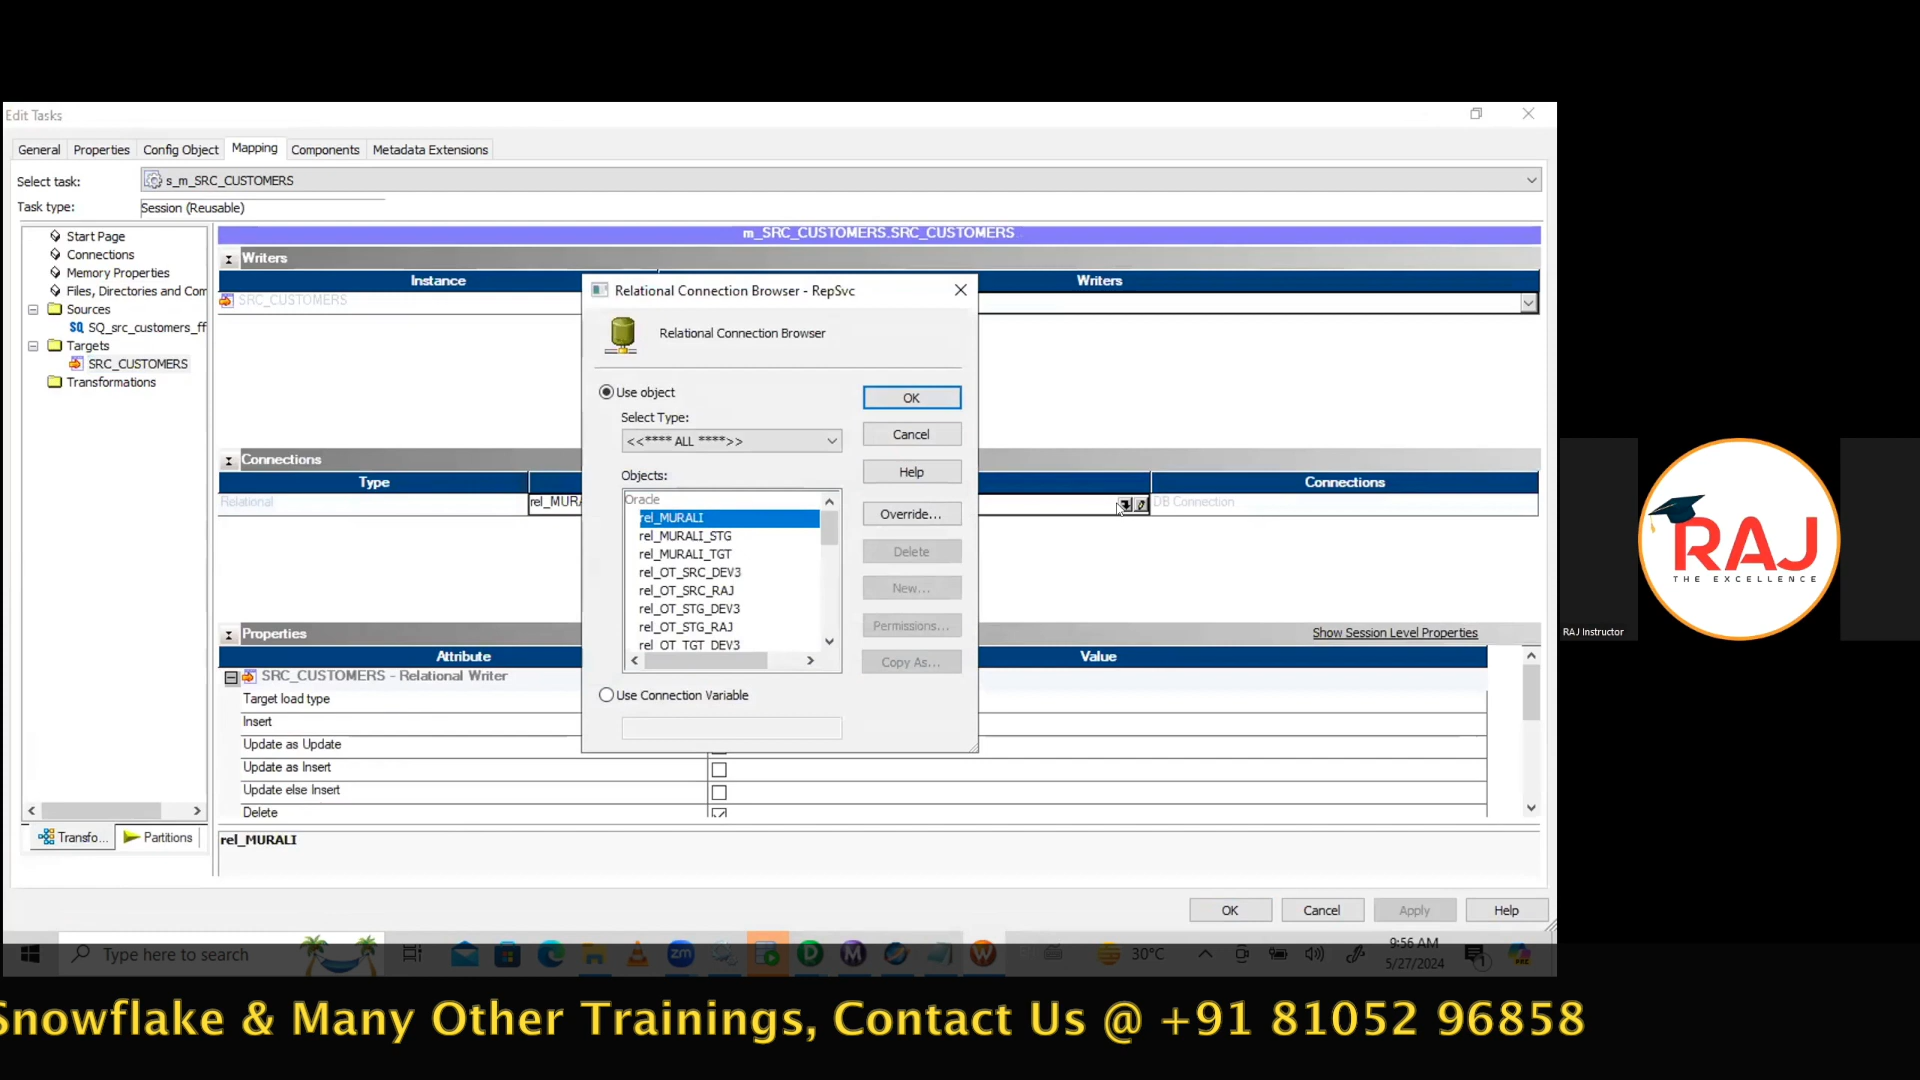 Edit Tasks
General Properties Config Object Mapping Components Metadata Extensions
Select task: s_m_SRC_CUSTOMERS
Task type: Session (Reusable)
Start Page
Connections
Memory Properties
Files, Directories and Com
Sources
SQ SQ_src_customers_ff
Targets
SRC_CUSTOMERS
Transformations
Transfo... Partitions
m_SRC_CUSTOMERS.SRC_CUSTOMERS
Writers
Instance Writers
SRC_CUSTOMERS
Connections
Type Connections
Relational rel_MURA DB Connection
Properties Show Session Level Properties
Attribute Value
SRC_CUSTOMERS - Relational Writer
Target load type
Insert
Update as Update
Update as Insert
Update else Insert
Delete
rel_MURALI
OK Cancel Apply Help
Relational Connection Browser - RepSvc
Relational Connection Browser
Use object
Select Type:
<<**** ALL ****>>
Objects:
Oracle
rel_MURALI
rel_MURALI_STG
rel_MURALI_TGT
rel_OT_SRC_DEV3
rel_OT_SRC_RAJ
rel_OT_STG_DEV3
rel_OT_STG_RAJ
rel_OT_TGT_DEV3
Use Connection Variable
OK
Cancel
Help
Override...
Delete
New...
Permissions...
Copy As...
RAJ
THE EXCELLENCE
RAJ Instructor
Type here to search
zm
D
M
W
30°C
9:56 AM
5/27/2024
1
PRE
Snowflake & Many Other Trainings, Contact Us @ +91 81052 96858